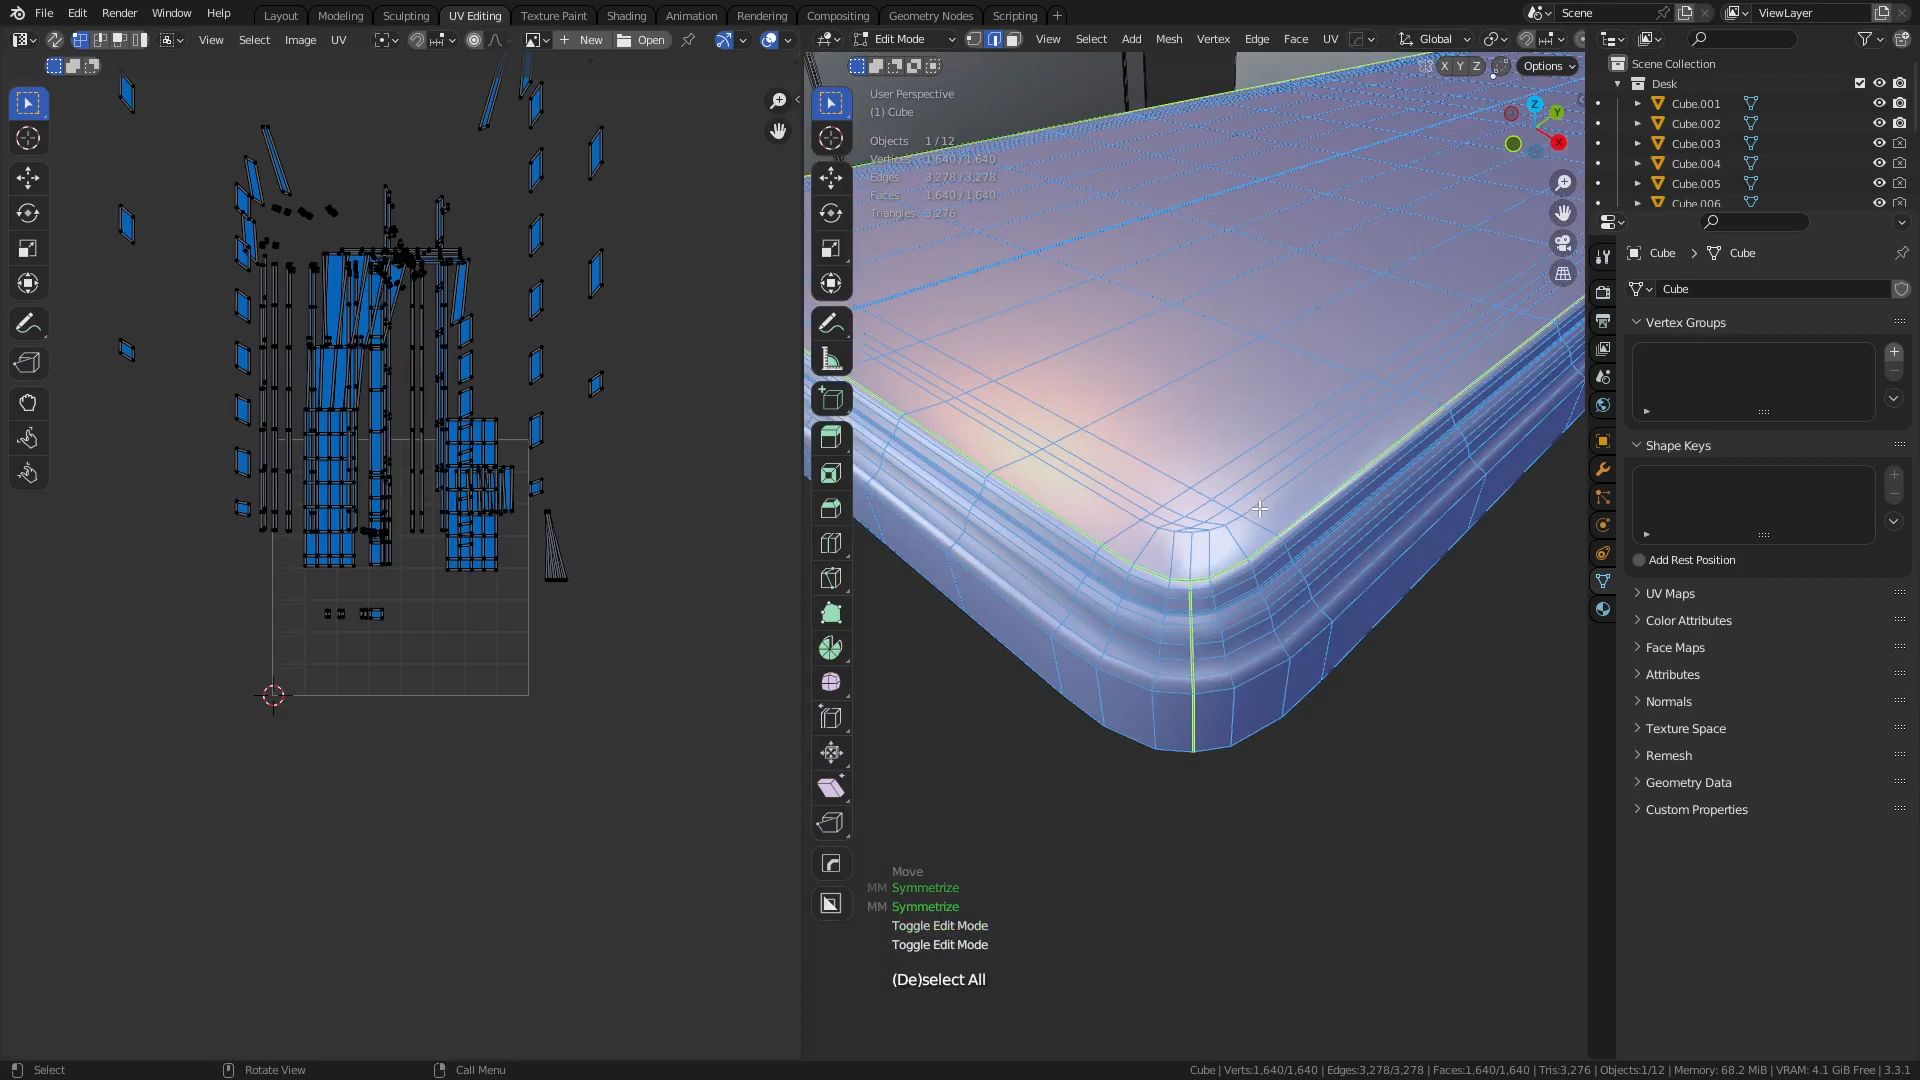 File Edit Render Window Help Layout Modeling Sculpting UV Editing Texture Paint Shading Animation Rendering Compositing Geometry Nodes Scripting + Scene ViewLayer
View Select Image UV New Open Edit Mode View Select Add Mesh Vertex Edge Face UV Global
X Y Z Options
User Perspective
(1) Cube
Objects 1 / 12
Vertices 1,640 / 1,640
Edges 3,278 / 3,278
Faces 1,640 / 1,640
Triangles 3,276
Z
Y
X
Scene Collection
Desk
Cube.001
Cube.002
Cube.003
Cube.004
Cube.005
Cube.006
Cube Cube
Cube
Vertex Groups
Shape Keys
Add Rest Position
UV Maps
Color Attributes
Face Maps
Attributes
Normals
Texture Space
Remesh
Geometry Data
Custom Properties
Move
MM Symmetrize
MM Symmetrize
Toggle Edit Mode
Toggle Edit Mode
(De)select All
Select Rotate View Call Menu Cube | Verts:1,640/1,640 | Edges:3,278/3,278 | Faces:1,640/1,640 | Tris:3,276 | Objects:1/12 | Memory: 68.2 MiB | VRAM: 4.1 GiB Free | 3.3.1